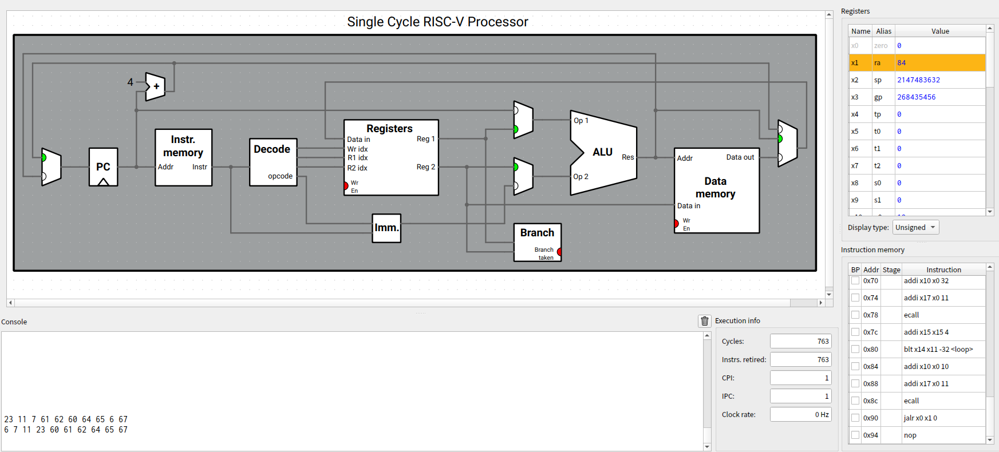 Single Cycle RISC-V Processor
4
+
Instr.
memory
Addr
Instr
PC
Decode
opcode
Registers
Data in
Wr idx
R1 idx
R2 idx
Wr
En
Reg 1
Reg 2
Imm.
Op 1
Op 2
ALU
Res
Branch
Branch
taken
Addr
Data out
Data
memory
Data in
Wr
En
Registers
Name Alias Value
x0 zero 0
x1 ra 84
x2 sp 2147483632
x3 gp 268435456
x4 tp 0
x5 t0 0
x6 t1 0
x7 t2 0
x8 s0 0
x9 s1 0
Display type: Unsigned
Instruction memory
BP Addr Stage Instruction
0x70 addi x10 x0 32
0x74 addi x17 x0 11
0x78 ecall
0x7c addi x15 x15 4
0x80 blt x14 x11 -32 <loop>
0x84 addi x10 x0 10
0x88 addi x17 x0 11
0x8c ecall
0x90 jalr x0 x1 0
0x94 nop
Console
23 11 7 61 62 60 64 65 6 67
6 7 11 23 60 61 62 64 65 67
Execution info
Cycles: 763
Instrs. retired: 763
CPI: 1
IPC: 1
Clock rate: 0 Hz